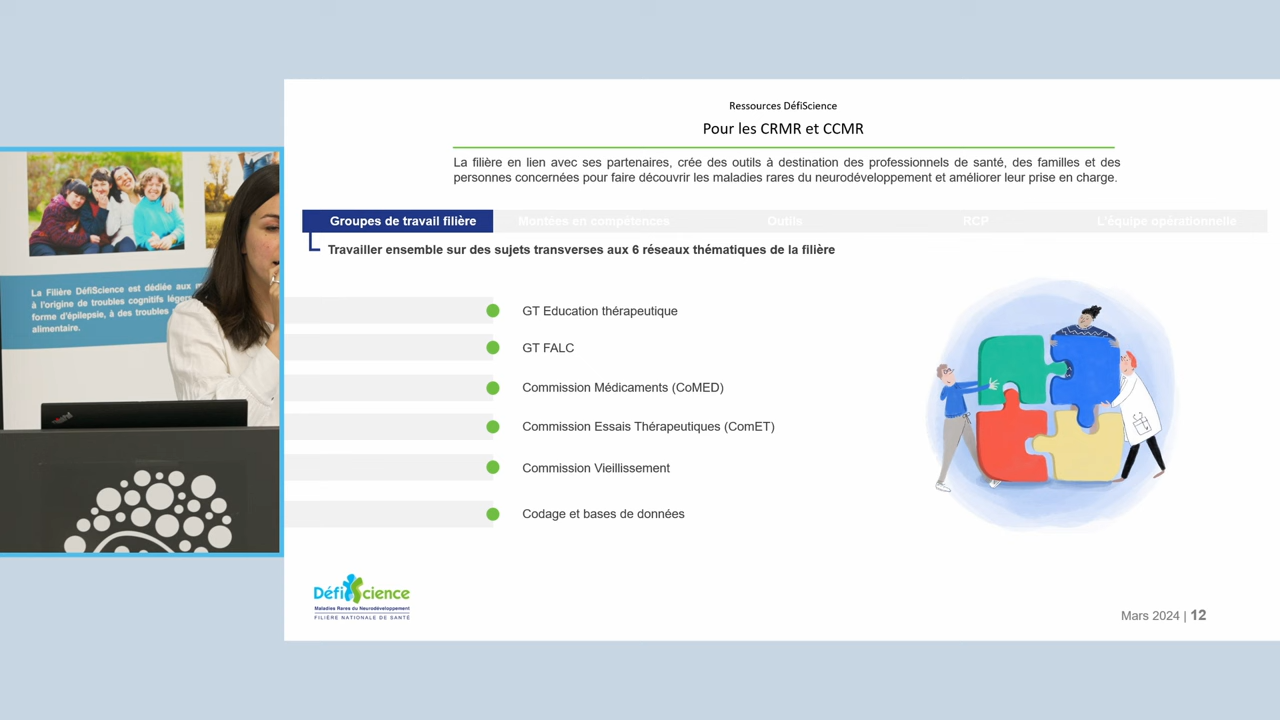 Ressources DéfiScience
Pour les CRMR et CCMR
La filière en lien avec ses partenaires, crée des outils à destination des professionnels de santé, des familles et des
personnes concernées pour faire découvrir les maladies rares du neurodéveloppement et améliorer leur prise en charge.
Groupes de travail filière
Montées en compétences
Outils
RCP
L'équipe opérationnelle
Travailler ensemble sur des sujets transverses aux 6 réseaux thématiques de la filière
GT Education thérapeutique
GT FALC
Commission Médicaments (CoMED)
Commission Essais Thérapeutiques (ComET)
Commission Vieillissement
Codage et bases de données
DéfiScience
Maladies Rares du Neurodéveloppement
FILIÈRE NATIONALE DE SANTÉ
Mars 2024 | 12
La Filière DéfiScience est dédiée aux
à l'origine de troubles cognitifs
forme d'épilepsie, à des troubles
alimentaire.